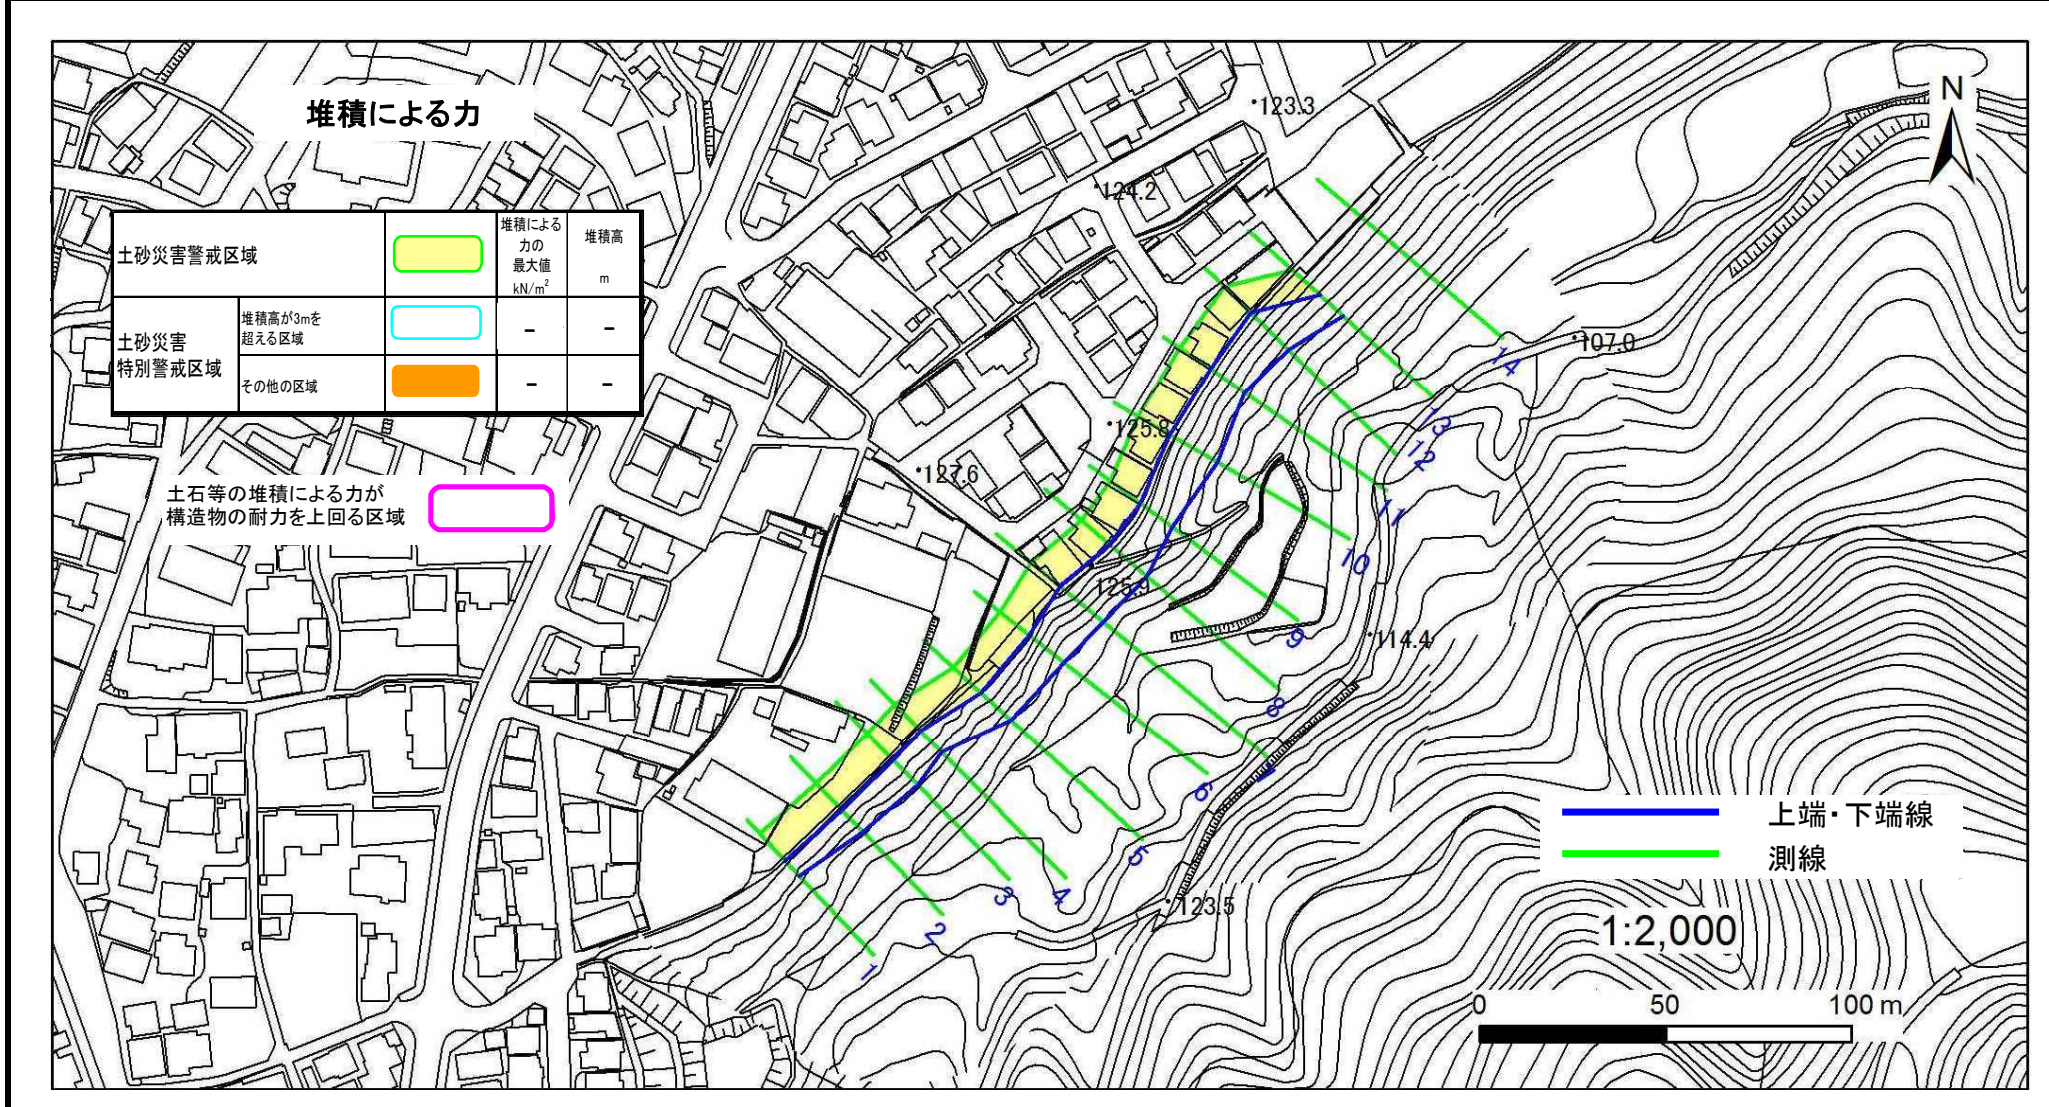 堆積による力
土砂災害警戒区域
堆積による
力の
最大値
kN/m²
堆積高
m
土砂災害
特別警戒区域
堆積高が3mを
超える区域
-
-
その他の区域
-
-
土石等の堆積による力が
構造物の耐力を上回る区域
N
123.3
124.2
125.8
127.6
125.9
107.0
114.4
123.5
1
2
3
4
5
6
8
9
10
11
12
13
14
上端・下端線
測線
1:2,000
0
50
100 m